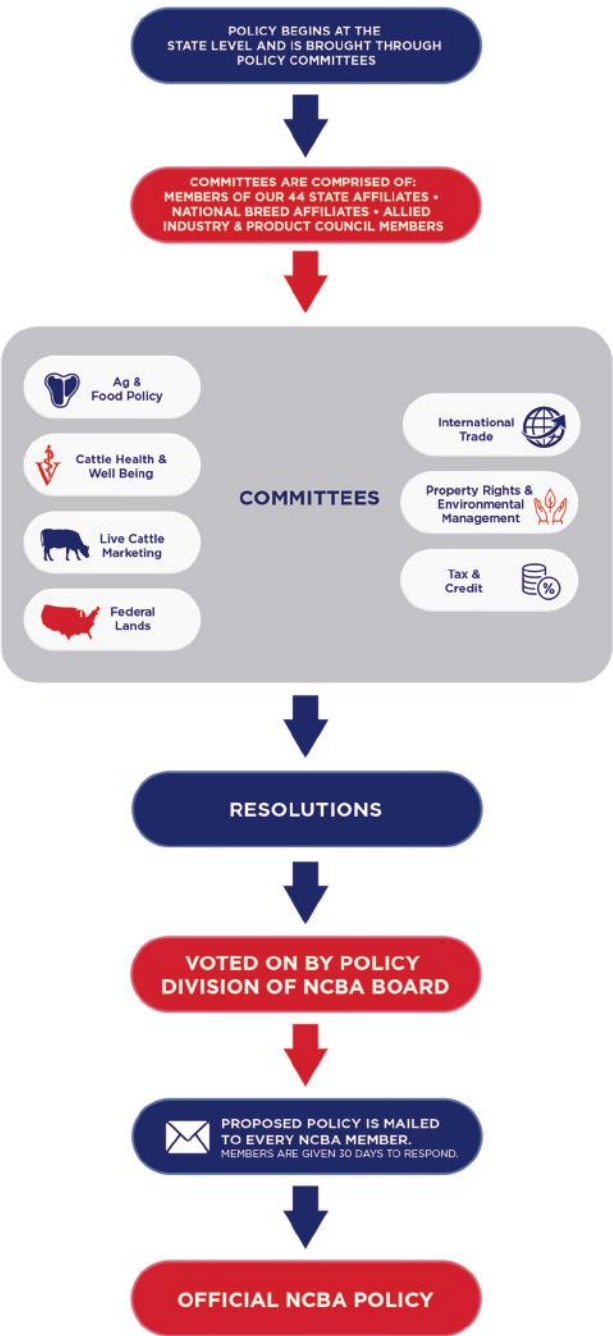 POLICY BEGINS AT THE
STATE LEVEL AND IS BROUGHT THROUGH
POLICY COMMITTEES
COMMITTEES ARE COMPRISED OF:
MEMBERS OF OUR 44 STATE AFFILIATES •
NATIONAL BREED AFFILIATES • ALLIED
INDUSTRY & PRODUCT COUNCIL MEMBERS
Ag &
Food Policy
Cattle Health &
Well Being
Live Cattle
Marketing
Federal
Lands
COMMITTEES
International
Trade
Property Rights &
Environmental
Management
Tax &
Credit
%
RESOLUTIONS
VOTED ON BY POLICY
DIVISION OF NCBA BOARD
PROPOSED POLICY IS MAILED
TO EVERY NCBA MEMBER.
MEMBERS ARE GIVEN 30 DAYS TO RESPOND.
OFFICIAL NCBA POLICY